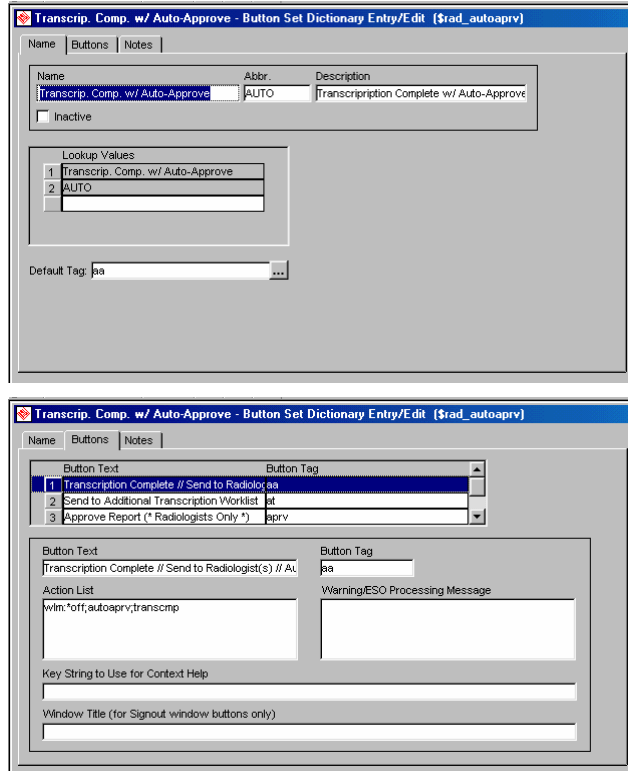 Transcrip. Comp. w/ Auto-Approve - Button Set Dictionary Entry/Edit ($rad_autoaprv)
Name Buttons Notes
Name Abbr. Description
Transcrip. Comp. w/ Auto-Approve AUTO Transcripription Complete w/ Auto-Approve
Inactive
Lookup Values
1 Transcrip. Comp. w/ Auto-Approve
2 AUTO
Default Tag: aa ...
Transcrip. Comp. w/ Auto-Approve - Button Set Dictionary Entry/Edit ($rad_autoaprv)
Name Buttons Notes
Button Text Button Tag
1 Transcription Complete // Send to Radiolog aa
2 Send to Additional Transcription Worklist at
3 Approve Report (* Radiologists Only *) aprv
Button Text Button Tag
Transcription Complete // Send to Radiologist(s) // Au aa
Action List Warning/ESO Processing Message
wlm:*off;autoaprv;transcmp
Key String to Use for Context Help
Window Title (for Signout window buttons only)